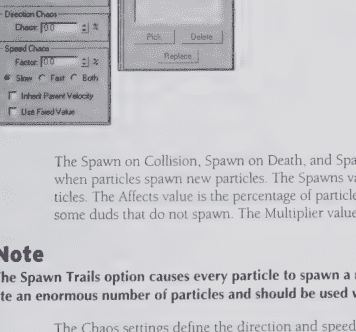 Direction Chaos
Chaos: 0.0 %
Speed Chaos
Factor: 0.0 %
Slow Fast Both
Inherit Parent Velocity
Use Fixed Value
Pick Delete
Replace
The Spawn on Collision, Spawn on Death, and
when particles spawn new particles. The Spawns
ticles. The Affects value is the percentage of
some duds that do not spawn. The Multiplier value
Note
The Spawn Trails option causes every particle to spawn a
an enormous number of particles and should be used
The Chaos settings define the direction and speed